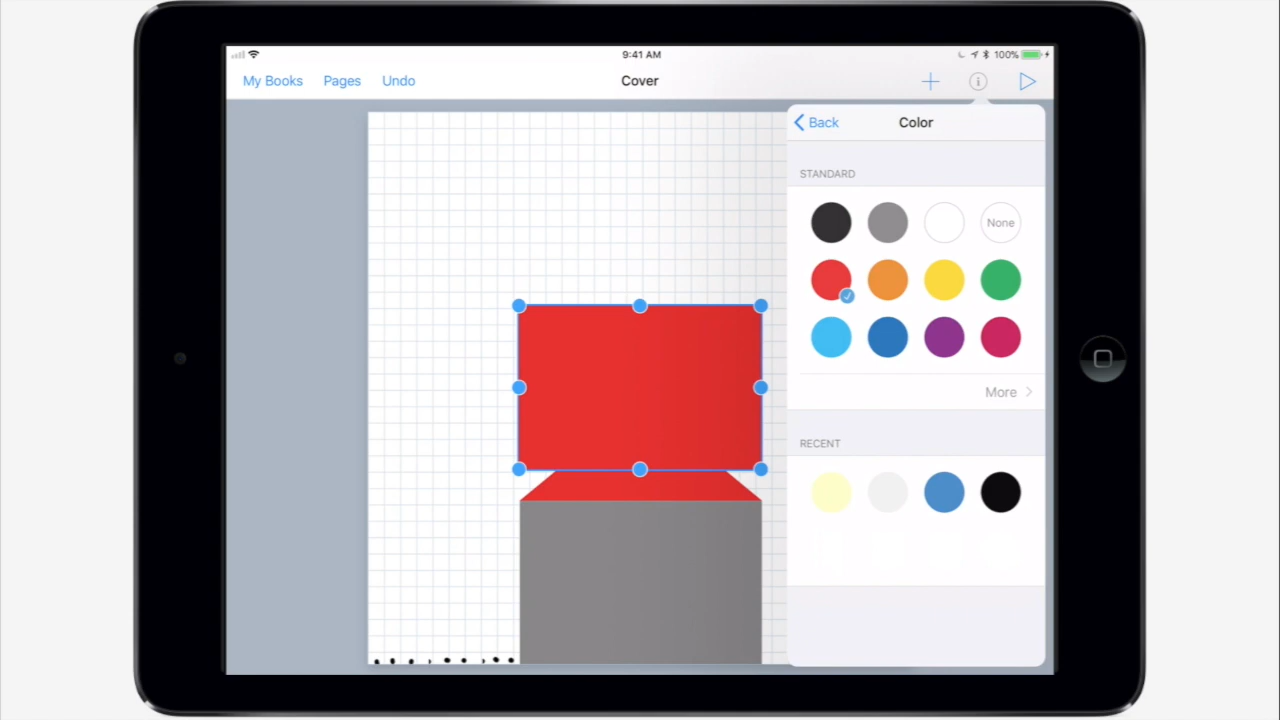 9:41 AM
100%
My Books Pages Undo
Cover
Back
Color
STANDARD
None
More
RECENT